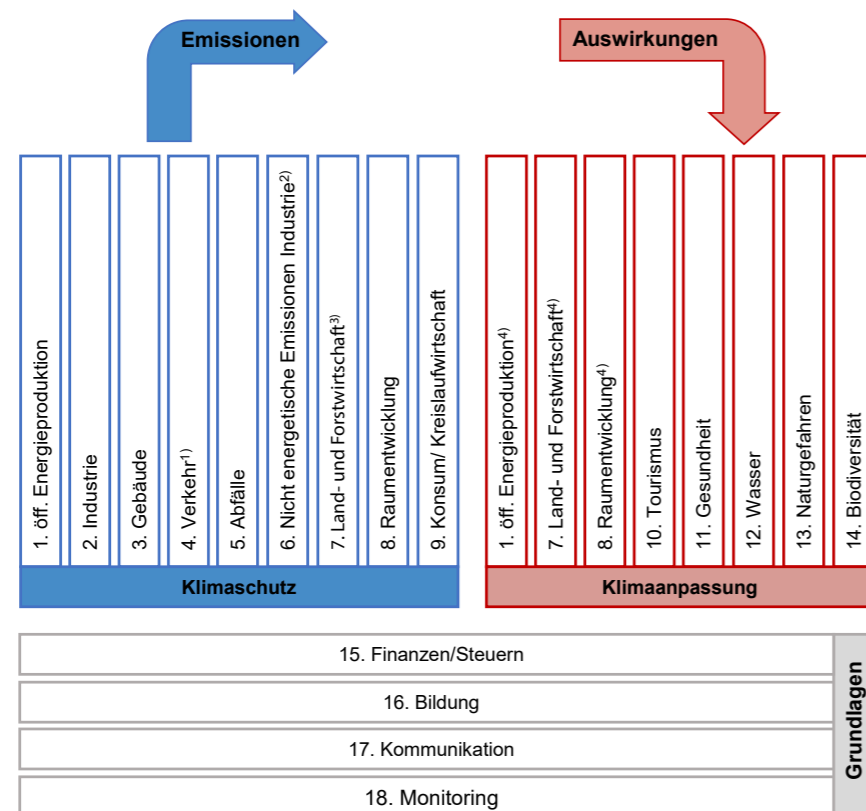 Emissionen
Auswirkungen
1. öff. Energieproduktion
2. Industrie
3. Gebäude
4. Verkehr1)
5. Abfälle
6. Nicht energetische Emissionen Industrie2)
7. Land- und Forstwirtschaft3)
8. Raumentwicklung
9. Konsum/ Kreislaufwirtschaft
1. öff. Energieproduktion4)
7. Land- und Forstwirtschaft4)
8. Raumentwicklung4)
10. Tourismus
11. Gesundheit
12. Wasser
13. Naturgefahren
14. Biodiversität
Klimaschutz
Klimaanpassung
15. Finanzen/Steuern
16. Bildung
17. Kommunikation
18. Monitoring
Grundlagen